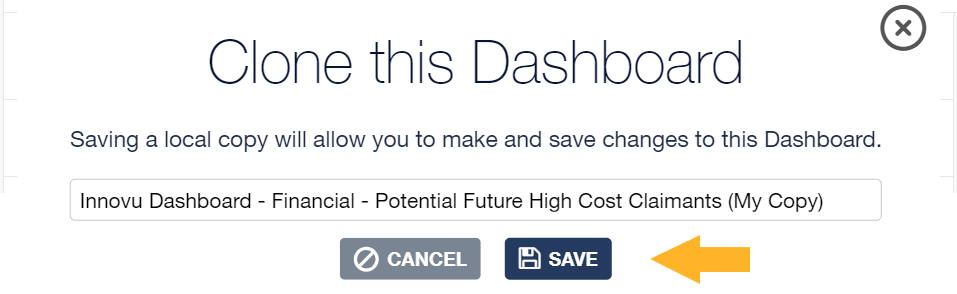 Clone this Dashboard
Saving a local copy will allow you to make and save changes to this Dashboard.
Innovu Dashboard - Financial - Potential Future High Cost Claimants (My Copy)
CANCEL SAVE